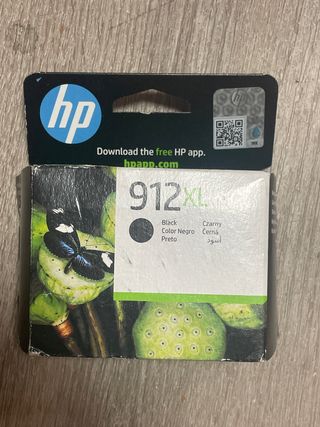 hp
Download the free HP app.
hpapp.com
912XL
Black Czarny
Color Negro Černá
Preto أسود